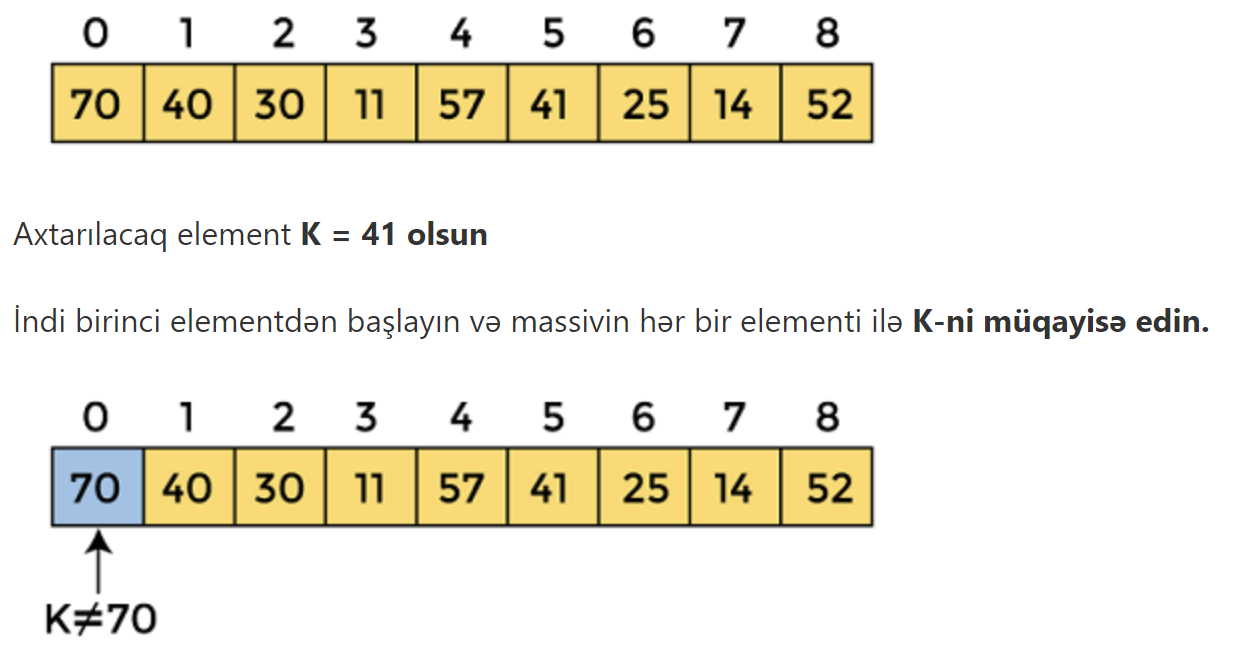 0 1 2 3 4 5 6 7 8
70 40 30 11 57 41 25 14 52
Axtarılacaq element K = 41 olsun
İndi birinci elementdən başlayın və massivin hər bir elementi ilə K-ni müqayisə edin.
0 1 2 3 4 5 6 7 8
70 40 30 11 57 41 25 14 52
K≠70